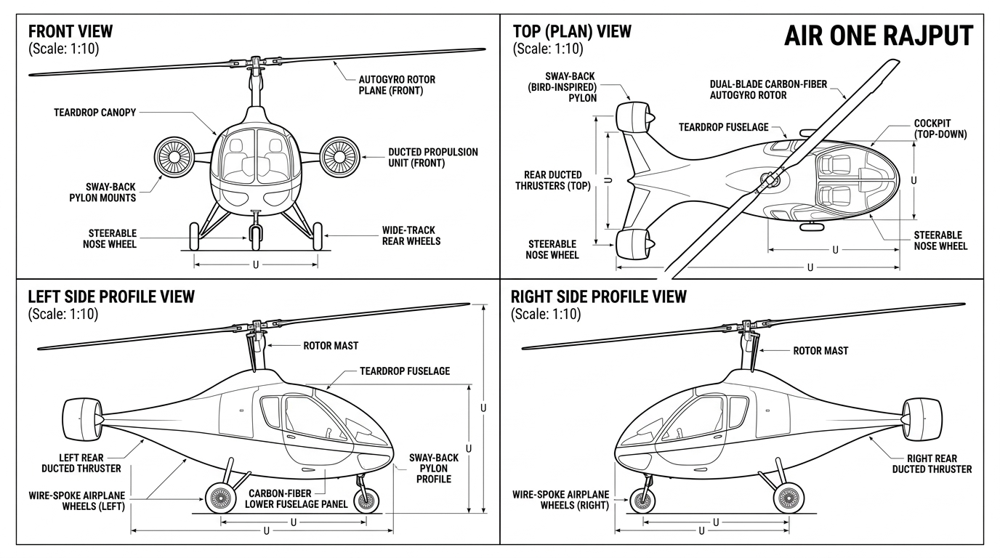 FRONT VIEW
(Scale: 1:10)
AUTOGYRO ROTOR
PLANE (FRONT)
TEARDROP CANOPY
DUCTED PROPULSION
UNIT (FRONT)
SWAY-BACK
PYLON MOUNTS
STEERABLE
NOSE WHEEL
WIDE-TRACK
REAR WHEELS
U
TOP (PLAN) VIEW
(Scale: 1:10)
AIR ONE RAJPUT
SWAY-BACK
(BIRD-INSPIRED)
PYLON
DUAL-BLADE CARBON-FIBER
AUTOGYRO ROTOR
TEARDROP FUSELAGE
COCKPIT
(TOP-DOWN)
REAR DUCTED
THRUSTERS (TOP)
U
U
STEERABLE
NOSE WHEEL
STEERABLE
NOSE WHEEL
U
U
LEFT SIDE PROFILE VIEW
(Scale: 1:10)
ROTOR MAST
TEARDROP FUSELAGE
U
U
LEFT REAR
DUCTED THRUSTER
SWAY-BACK
PYLON
PROFILE
WIRE-SPOKE AIRPLANE
WHEELS (LEFT)
CARBON-FIBER
LOWER FUSELAGE PANEL
U
U
RIGHT SIDE PROFILE VIEW
(Scale: 1:10)
ROTOR MAST
RIGHT REAR
DUCTED THRUSTER
WIRE-SPOKE AIRPLANE
WHEELS (RIGHT)
U
U